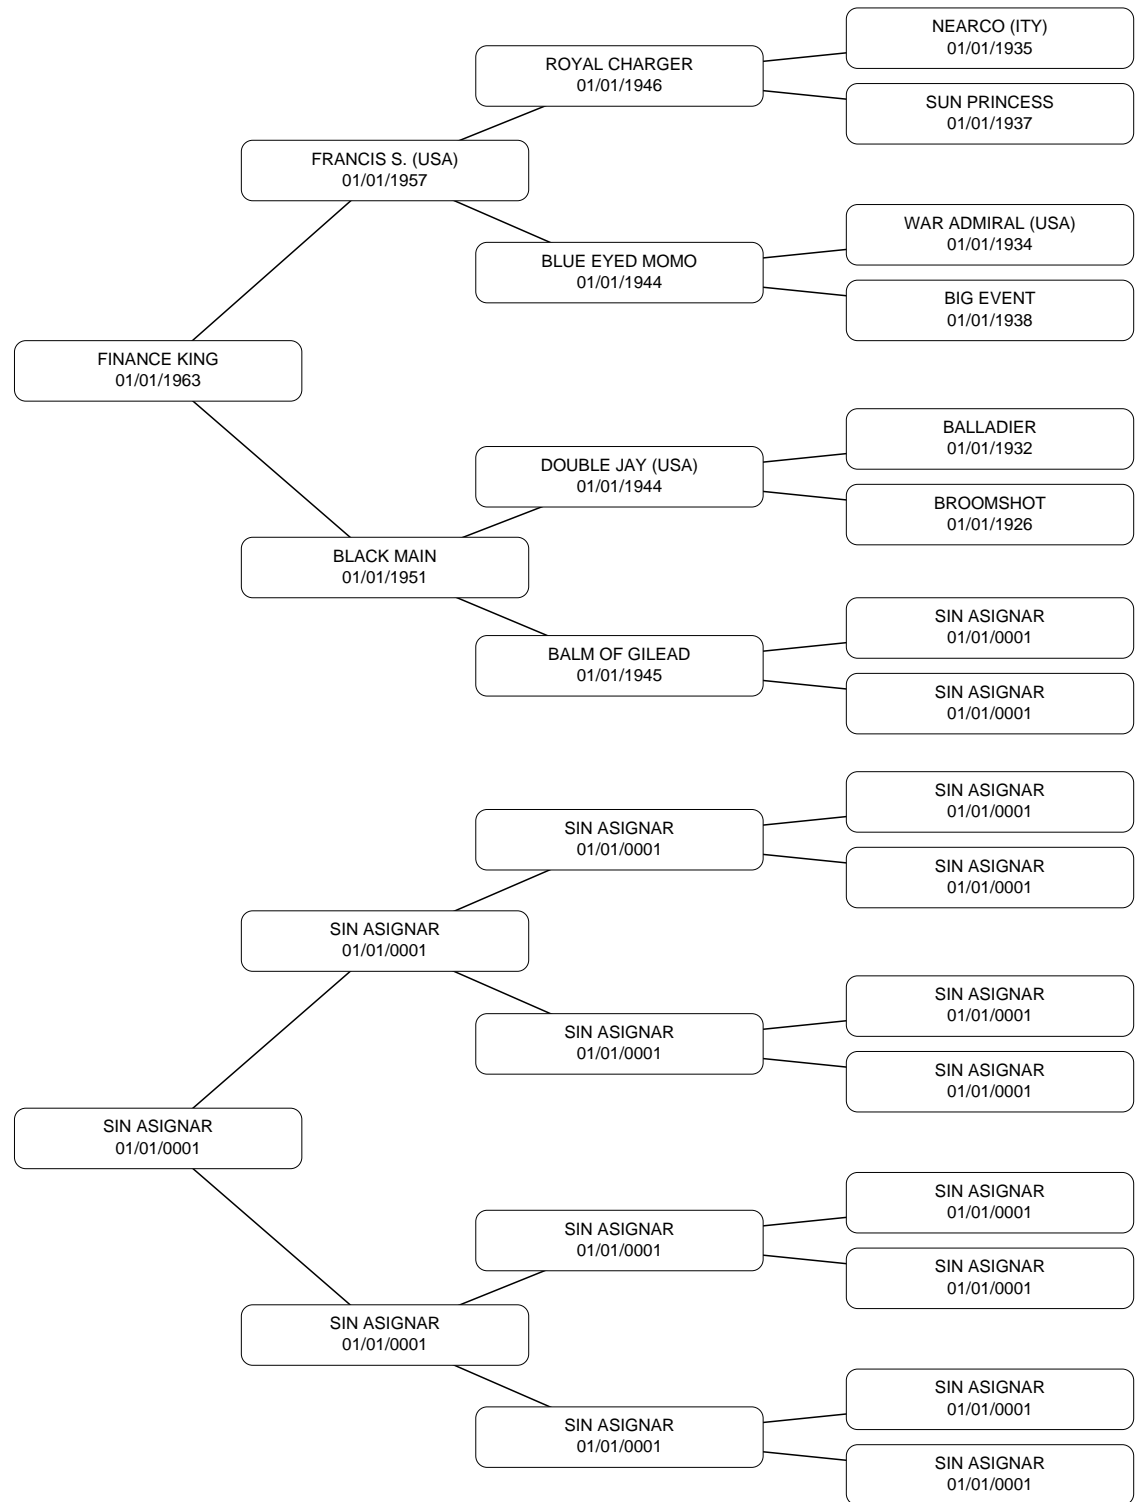 NEARCO (ITY)
01/01/1935
ROYAL CHARGER
01/01/1946
SUN PRINCESS
01/01/1937
FRANCIS S. (USA)
01/01/1957
WAR ADMIRAL (USA)
01/01/1934
BLUE EYED MOMO
01/01/1944
BIG EVENT
01/01/1938
FINANCE KING
01/01/1963
BALLADIER
01/01/1932
DOUBLE JAY (USA)
01/01/1944
BROOMSHOT
01/01/1926
BLACK MAIN
01/01/1951
SIN ASIGNAR
01/01/0001
BALM OF GILEAD
01/01/1945
SIN ASIGNAR
01/01/0001
SIN ASIGNAR
01/01/0001
SIN ASIGNAR
01/01/0001
SIN ASIGNAR
01/01/0001
SIN ASIGNAR
01/01/0001
SIN ASIGNAR
01/01/0001
SIN ASIGNAR
01/01/0001
SIN ASIGNAR
01/01/0001
SIN ASIGNAR
01/01/0001
SIN ASIGNAR
01/01/0001
SIN ASIGNAR
01/01/0001
SIN ASIGNAR
01/01/0001
SIN ASIGNAR
01/01/0001
SIN ASIGNAR
01/01/0001
SIN ASIGNAR
01/01/0001
SIN ASIGNAR
01/01/0001